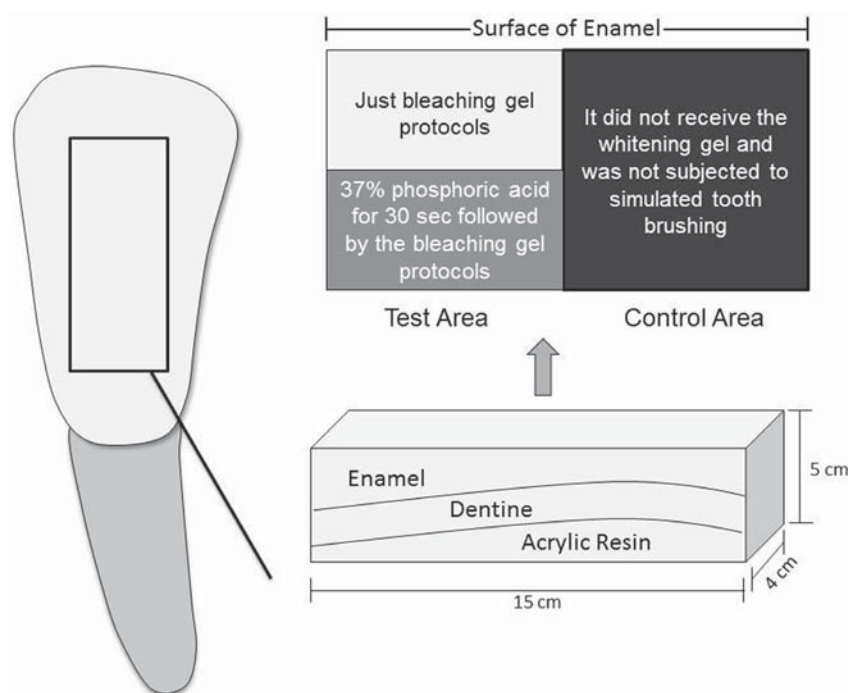 Surface of Enamel
Just bleaching gel
protocols
37% phosphoric acid
for 30 sec followed
by the bleaching gel
protocols
It did not receive the
whitening gel and
was not subjected to
simulated tooth
brushing
Test Area
Control Area
Enamel
Dentine
Acrylic Resin
5 cm
4 cm
15 cm